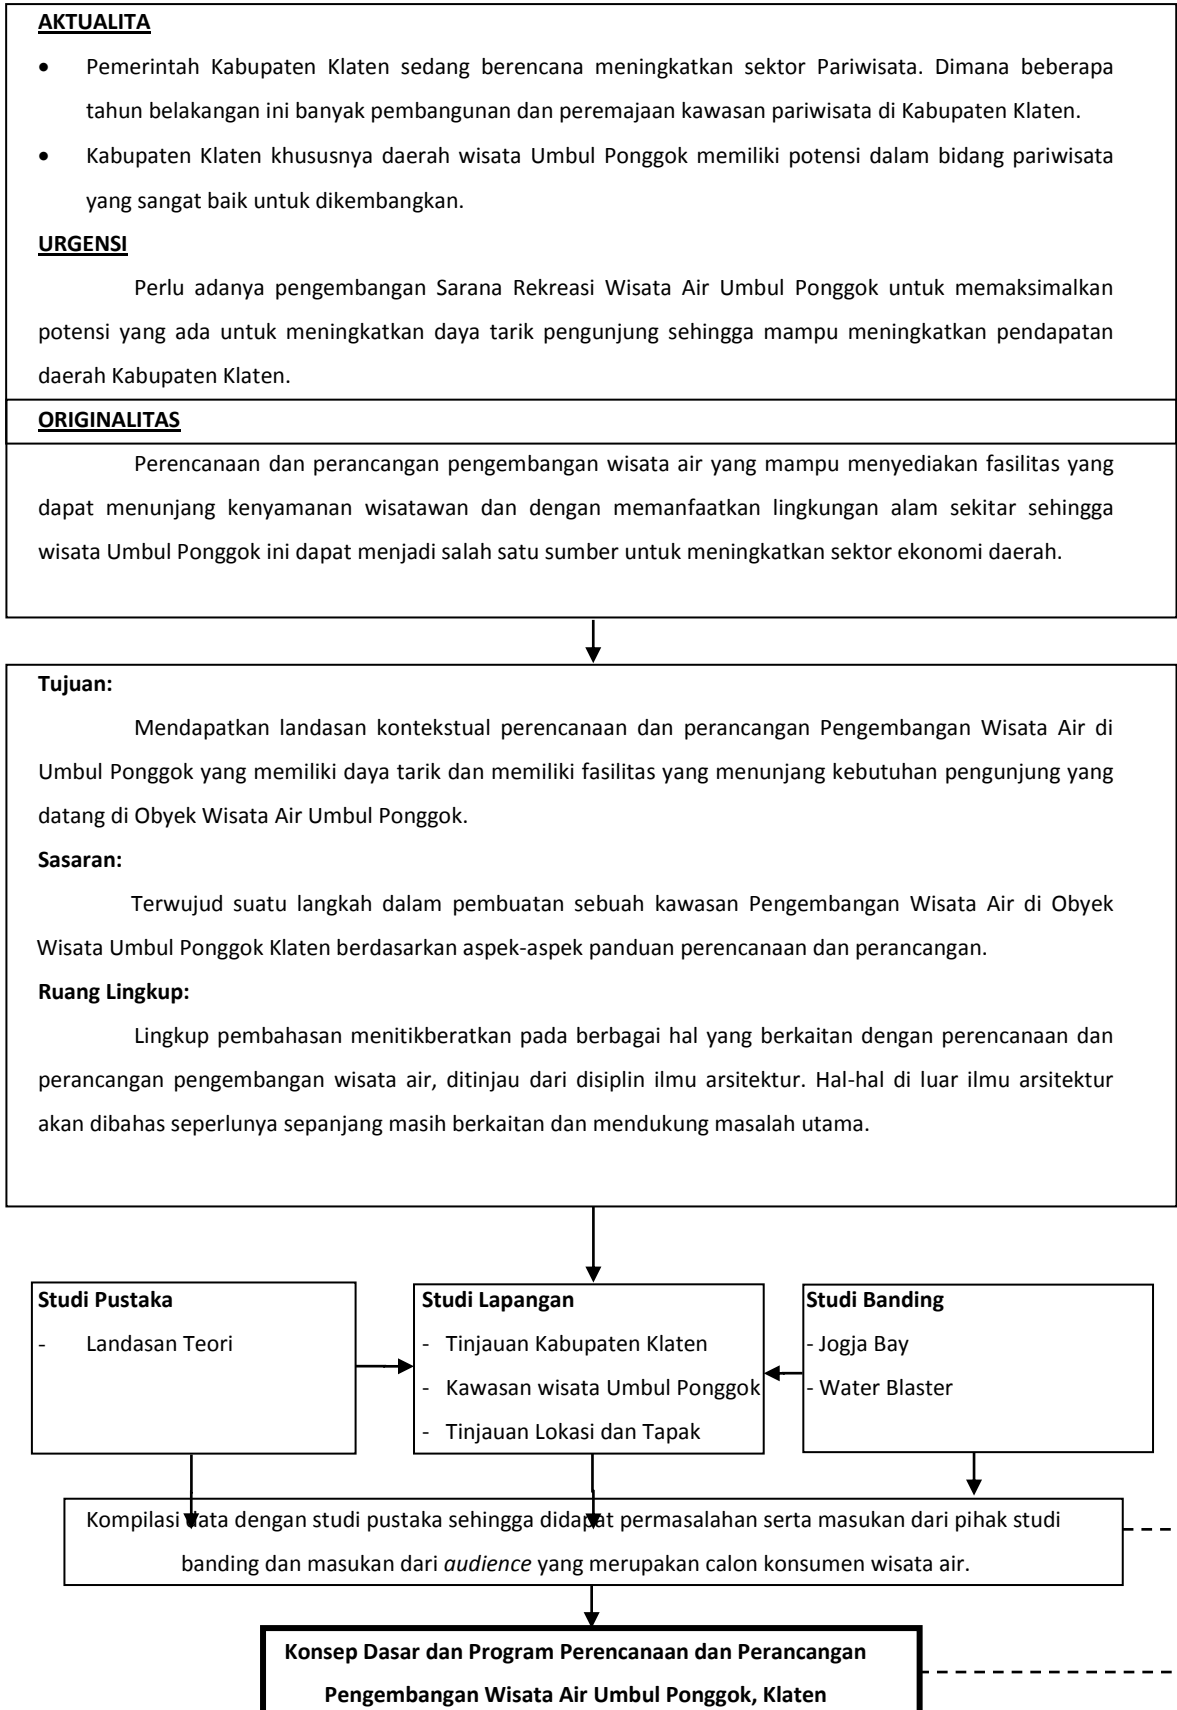 AKTUALITA
• Pemerintah Kabupaten Klaten sedang berencana meningkatkan sektor Pariwisata. Dimana beberapa
tahun belakangan ini banyak pembangunan dan peremajaan kawasan pariwisata di Kabupaten Klaten.
• Kabupaten Klaten khususnya daerah wisata Umbul Ponggok memiliki potensi dalam bidang pariwisata
yang sangat baik untuk dikembangkan.
URGENSI
Perlu adanya pengembangan Sarana Rekreasi Wisata Air Umbul Ponggok untuk memaksimalkan
potensi yang ada untuk meningkatkan daya tarik pengunjung sehingga mampu meningkatkan pendapatan
daerah Kabupaten Klaten.
ORIGINALITAS
Perencanaan dan perancangan pengembangan wisata air yang mampu menyediakan fasilitas yang
dapat menunjang kenyamanan wisatawan dan dengan memanfaatkan lingkungan alam sekitar sehingga
wisata Umbul Ponggok ini dapat menjadi salah satu sumber untuk meningkatkan sektor ekonomi daerah.
Tujuan:
Mendapatkan landasan kontekstual perencanaan dan perancangan Pengembangan Wisata Air di
Umbul Ponggok yang memiliki daya tarik dan memiliki fasilitas yang menunjang kebutuhan pengunjung yang
datang di Obyek Wisata Air Umbul Ponggok.
Sasaran:
Terwujud suatu langkah dalam pembuatan sebuah kawasan Pengembangan Wisata Air di Obyek
Wisata Umbul Ponggok Klaten berdasarkan aspek-aspek panduan perencanaan dan perancangan.
Ruang Lingkup:
Lingkup pembahasan menitikberatkan pada berbagai hal yang berkaitan dengan perencanaan dan
perancangan pengembangan wisata air, ditinjau dari disiplin ilmu arsitektur. Hal-hal di luar ilmu arsitektur
akan dibahas seperlunya sepanjang masih berkaitan dan mendukung masalah utama.
Studi Pustaka
- Landasan Teori
Studi Lapangan
- Tinjauan Kabupaten Klaten
- Kawasan wisata Umbul Ponggok
- Tinjauan Lokasi dan Tapak
Studi Banding
- Jogja Bay
- Water Blaster
Kompilasi data dengan studi pustaka sehingga didapat permasalahan serta masukan dari pihak studi
banding dan masukan dari audience yang merupakan calon konsumen wisata air.
Konsep Dasar dan Program Perencanaan dan Perancangan
Pengembangan Wisata Air Umbul Ponggok, Klaten